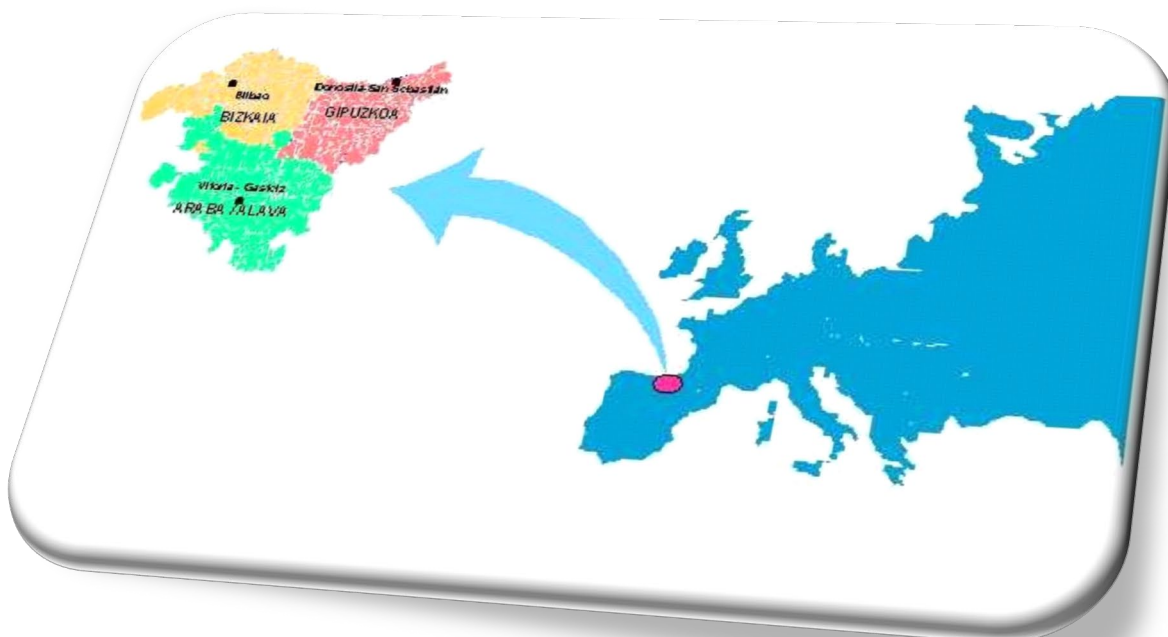 Bilbao
BIZKAIA
Donostia-San Sebastián
GIPUZKOA
Vitoria - Gasteiz
ARABA / ALAVA